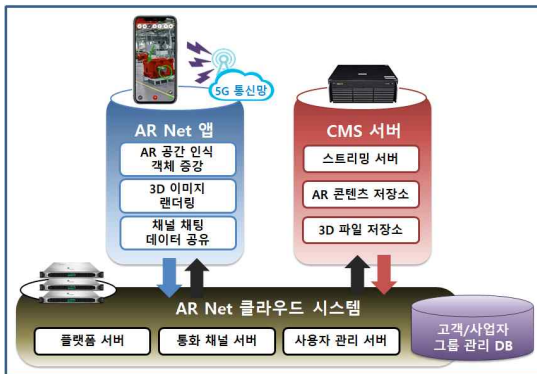 5G 통신망
AR Net 앱
AR 공간 인식
객체 증강
3D 이미지
랜더링
채널 채팅
데이터 공유
CMS 서버
스트리밍 서버
AR 콘텐츠 저장소
3D 파일 저장소
AR Net 클라우드 시스템
플랫폼 서버
통화 채널 서버
사용자 관리 서버
고객/사업자
그룹 관리 DB